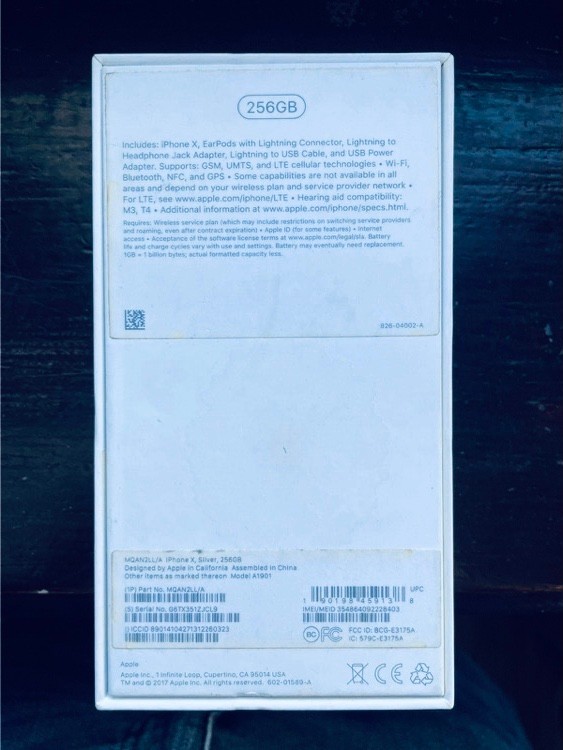 256GB
Includes: iPhone X, EarPods with Lightning Connector, Lightning to
Headphone Jack Adapter, Lightning to USB Cable, and USB Power
Adapter. Supports: GSM, UMTS, and LTE cellular technologies • Wi-Fi,
Bluetooth, NFC, and GPS • Some capabilities are not available in all
areas and depend on your wireless plan and service provider network •
For LTE, see www.apple.com/iphone/LTE • Hearing aid compatibility:
M3, T4 • Additional information at www.apple.com/iphone/specs.html.
Requires: Wireless service plan (which may include restrictions on switching service providers
and roaming, even after contract expiration) • Apple ID (for some features) • Internet
access • Acceptance of the software license terms at www.apple.com/legal/sla. Battery
life and charge cycles vary with use and settings. Battery may eventually need replacement.
1GB = 1 billion bytes; actual formatted capacity less.
826-04602-A
MQAN2LL/A iPhone X, Silver, 256GB
Designed by Apple in California Assembled in China
Other items as marked thereon Model A1901
(1P) Part No. MQAN2LL/A
UPC
1 90198 45913 8
(S) Serial No. G6TX351ZJCL9
IMEI/MEID 354864092228403
ICCID 89014104271312260323
FCC ID: BCG-E3175A
IC: 579C-E3175A
Apple
Apple Inc., 1 Infinite Loop, Cupertino, CA 95014 USA
TM and © 2017 Apple Inc. All rights reserved. 602-01589-A